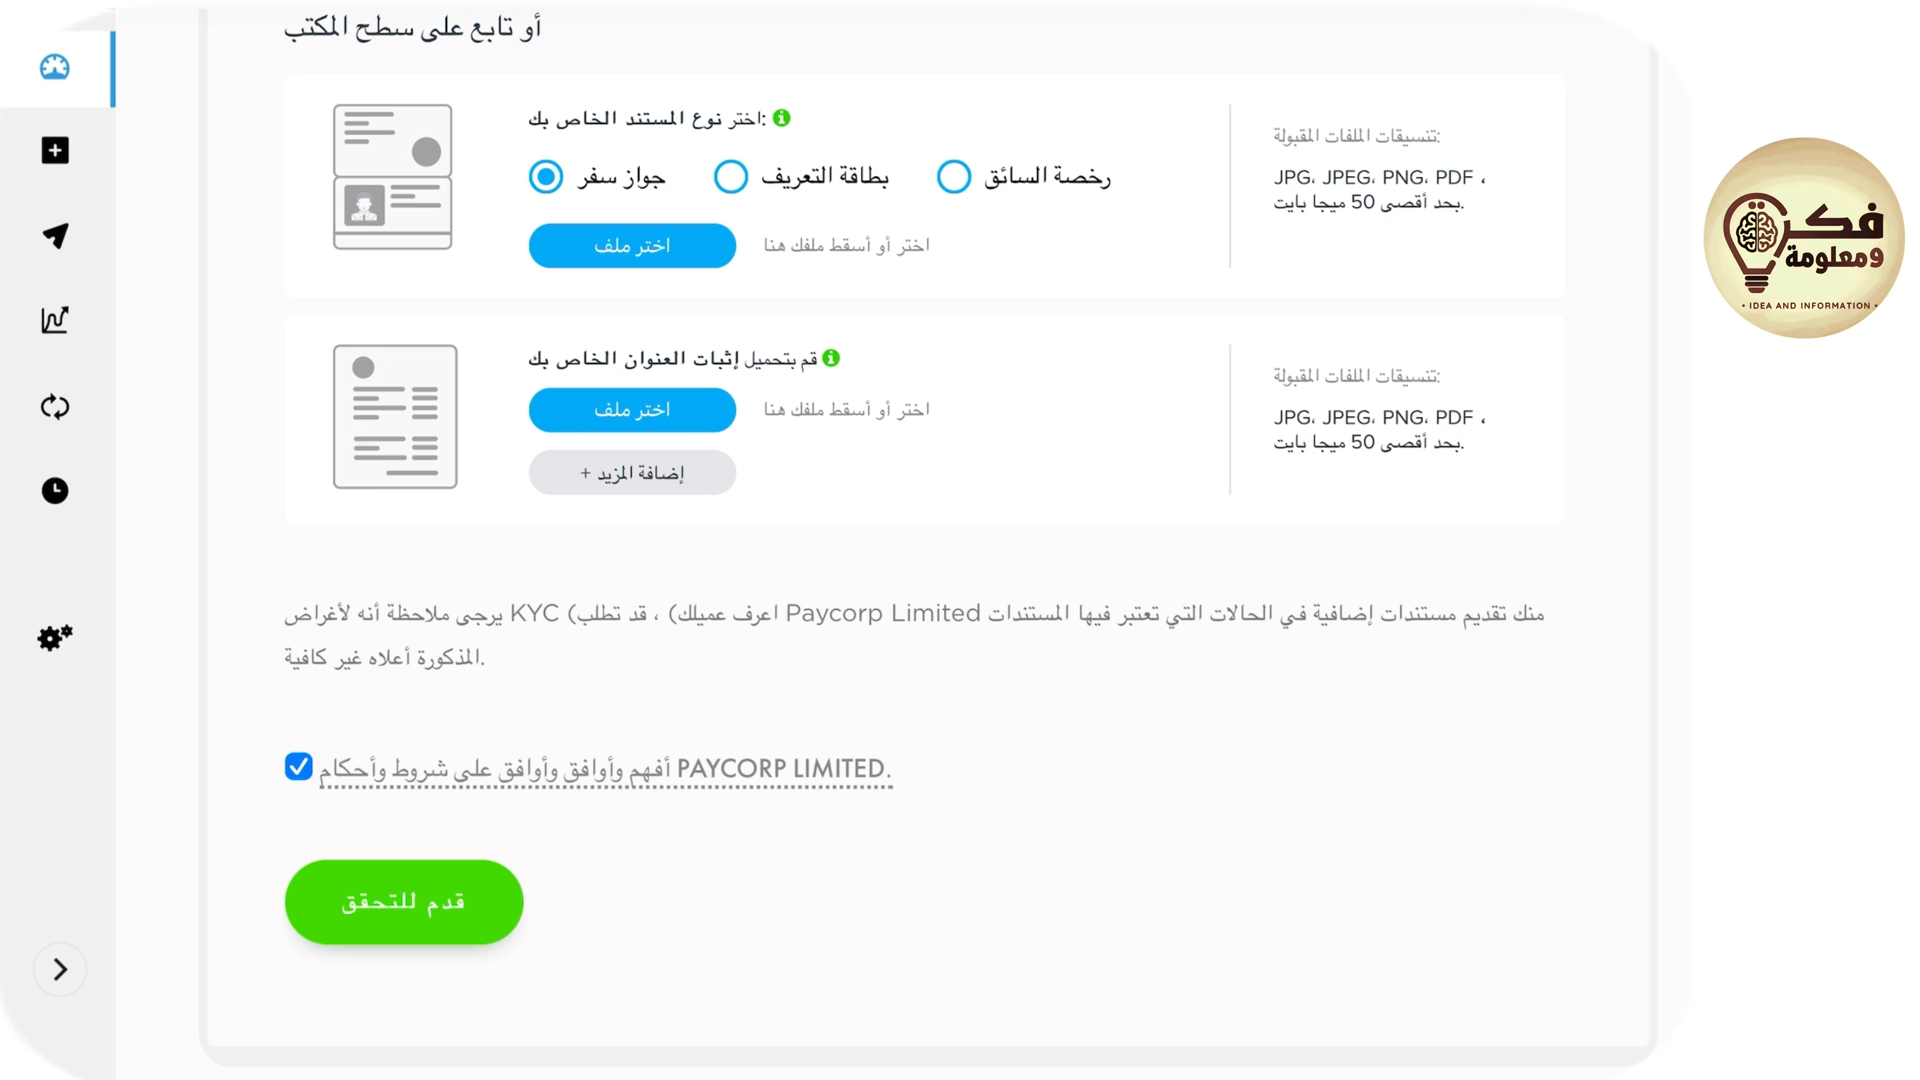 أو تابع على سطح المكتب
اختر نوع المستند الخاص بك:
جواز سفر
بطاقة التعريف
رخصة السائق
اختر ملف
اختر أو أسقط ملفك هنا
تنسيقات الملفات المقبولة:
JPG، JPEG، PNG، PDF ،
بحد أقصى 50 ميجا بايت.
قم بتحميل إثبات العنوان الخاص بك
اختر ملف
اختر أو أسقط ملفك هنا
إضافة المزيد +
تنسيقات الملفات المقبولة:
JPG، JPEG، PNG، PDF ،
بحد أقصى 50 ميجا بايت.
يرجى ملاحظة أنه لأغراض KYC (اعرف عميلك) ، قد تطلب Paycorp Limited منك تقديم مستندات إضافية في الحالات التي تعتبر فيها المستندات
المذكورة أعلاه غير كافية.
أفهم وأوافق وأوافق على شروط وأحكام PAYCORP LIMITED.
قدم للتحقق
فكرة
ومعلومة
• IDEA AND INFORMATION •